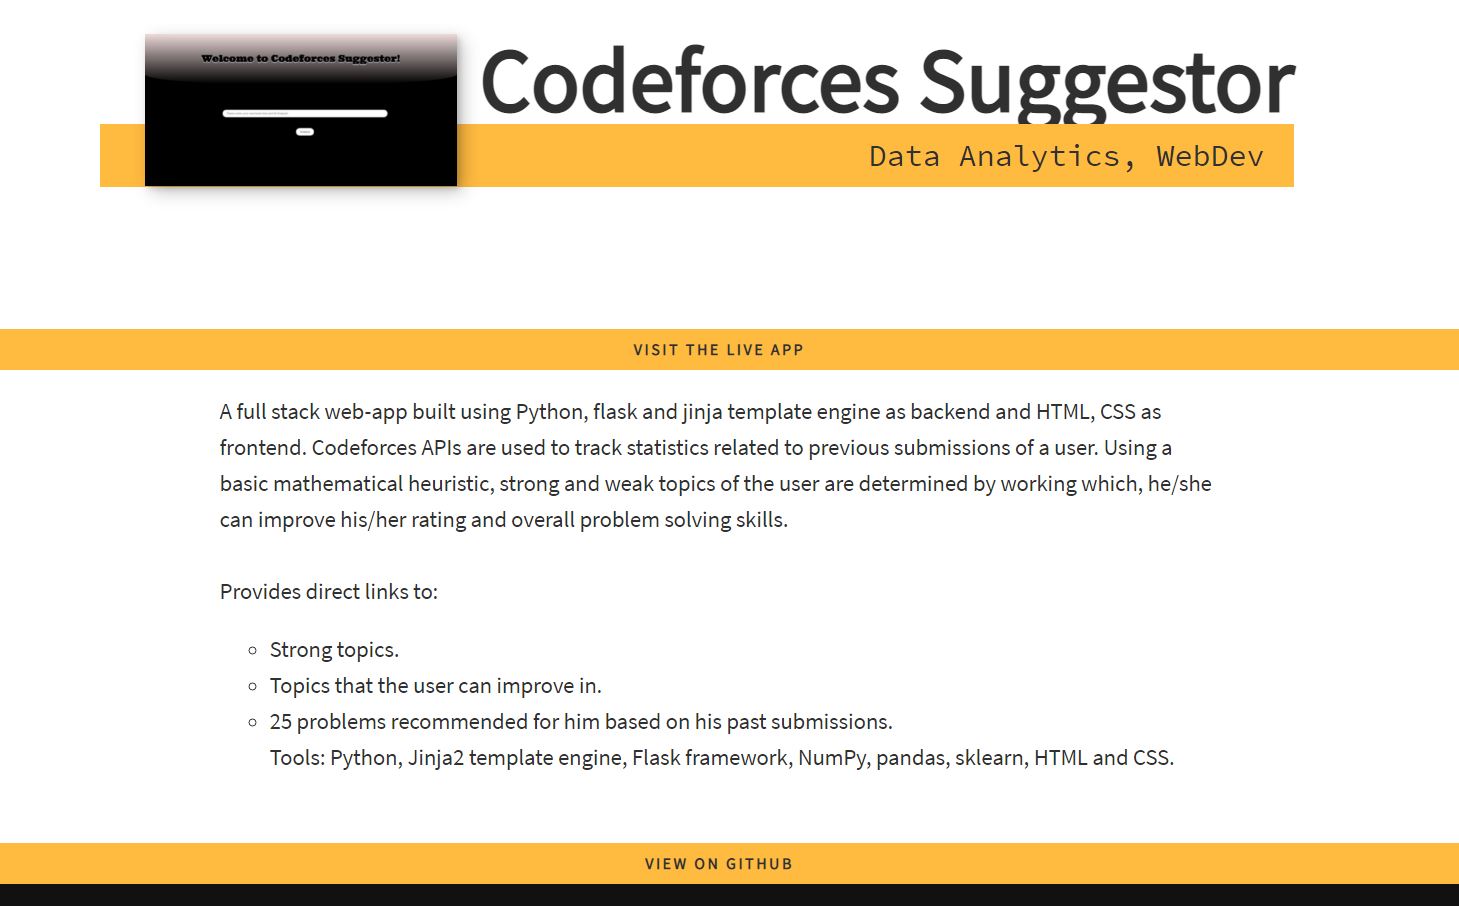 Welcome to Codeforces Suggester!
Codeforces Suggestor
Data Analytics, WebDev
VISIT THE LIVE APP
A full stack web-app built using Python, flask and jinja template engine as backend and HTML, CSS as
frontend. Codeforces APIs are used to track statistics related to previous submissions of a user. Using a
basic mathematical heuristic, strong and weak topics of the user are determined by working which, he/she
can improve his/her rating and overall problem solving skills.
Provides direct links to:
Strong topics.
Topics that the user can improve in.
25 problems recommended for him based on his past submissions.
Tools: Python, Jinja2 template engine, Flask framework, NumPy, pandas, sklearn, HTML and CSS.
VIEW ON GITHUB